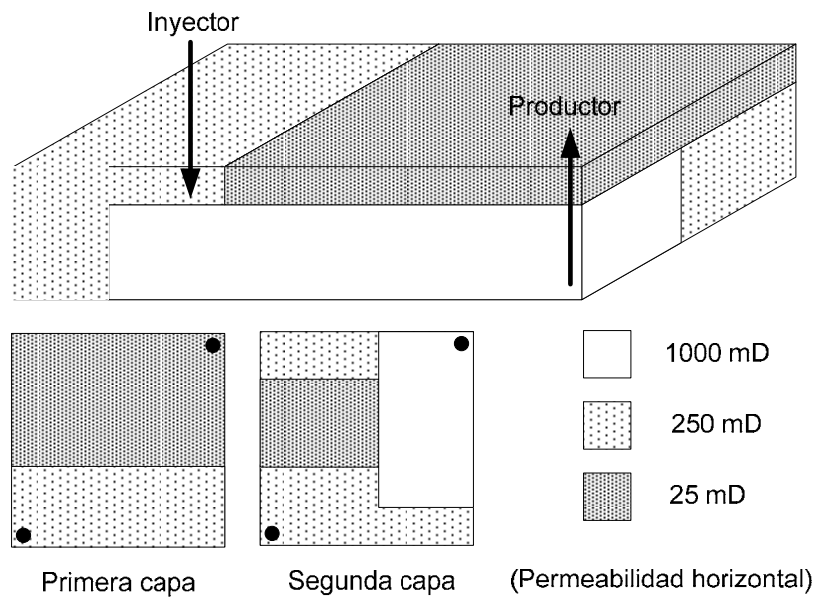 Inyector
Productor
1000 mD
250 mD
25 mD
Primera capa
Segunda capa
(Permeabilidad horizontal)